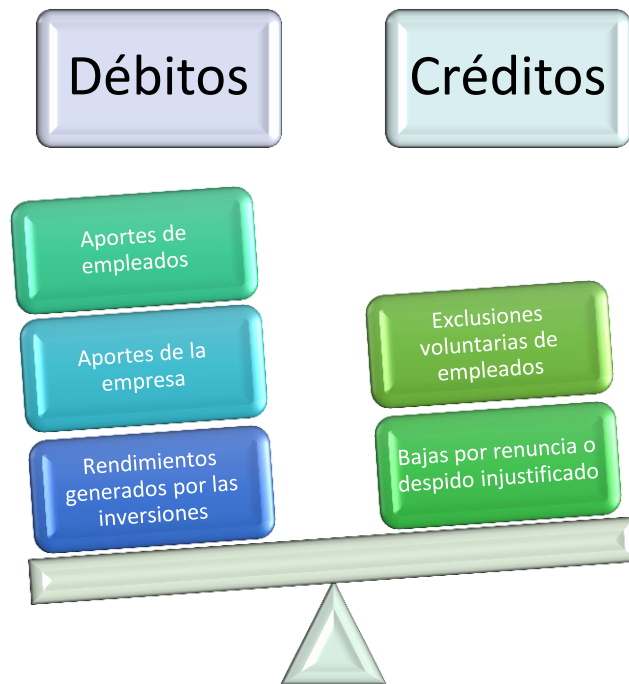 Débitos
Créditos
Aportes de
empleados
Aportes de la
empresa
Rendimientos
generados por las
inversiones
Exclusiones
voluntarias de
empleados
Bajas por renuncia o
despido injustificado